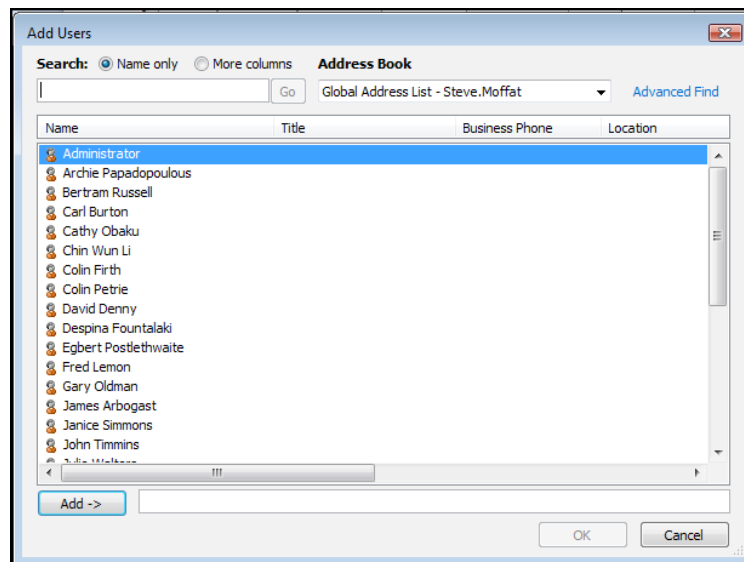 Add Users
Search: Name only More columns Address Book
Go Global Address List - Steve.Moffat Advanced Find
Name Title Business Phone Location
Administrator
Archie Papadopoulous
Bertram Russell
Carl Burton
Cathy Obaku
Chin Wun Li
Colin Firth
Colin Petrie
David Denny
Despina Fountalaki
Egbert Postlethwaite
Fred Lemon
Gary Oldman
James Arbogast
Janice Simmons
John Timmins
Add ->
OK Cancel